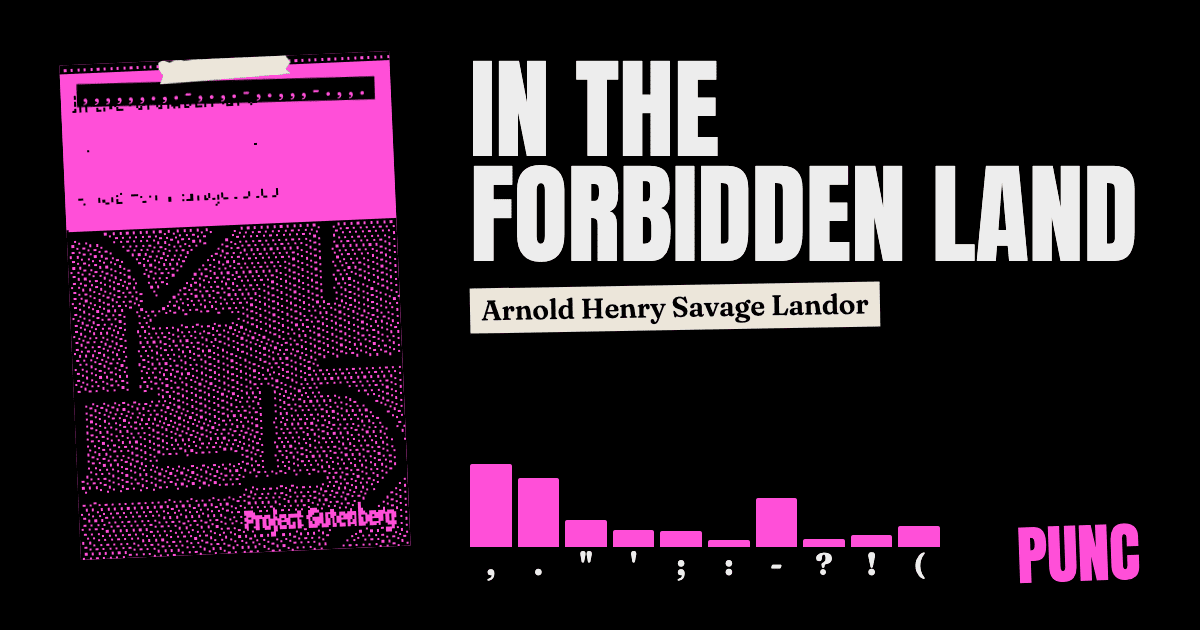 IN THE
FORBIDDEN LAND
Arnold Henry Savage Landor
, . " ' ; : - ? ! (
PUNC
Project Gutenberg